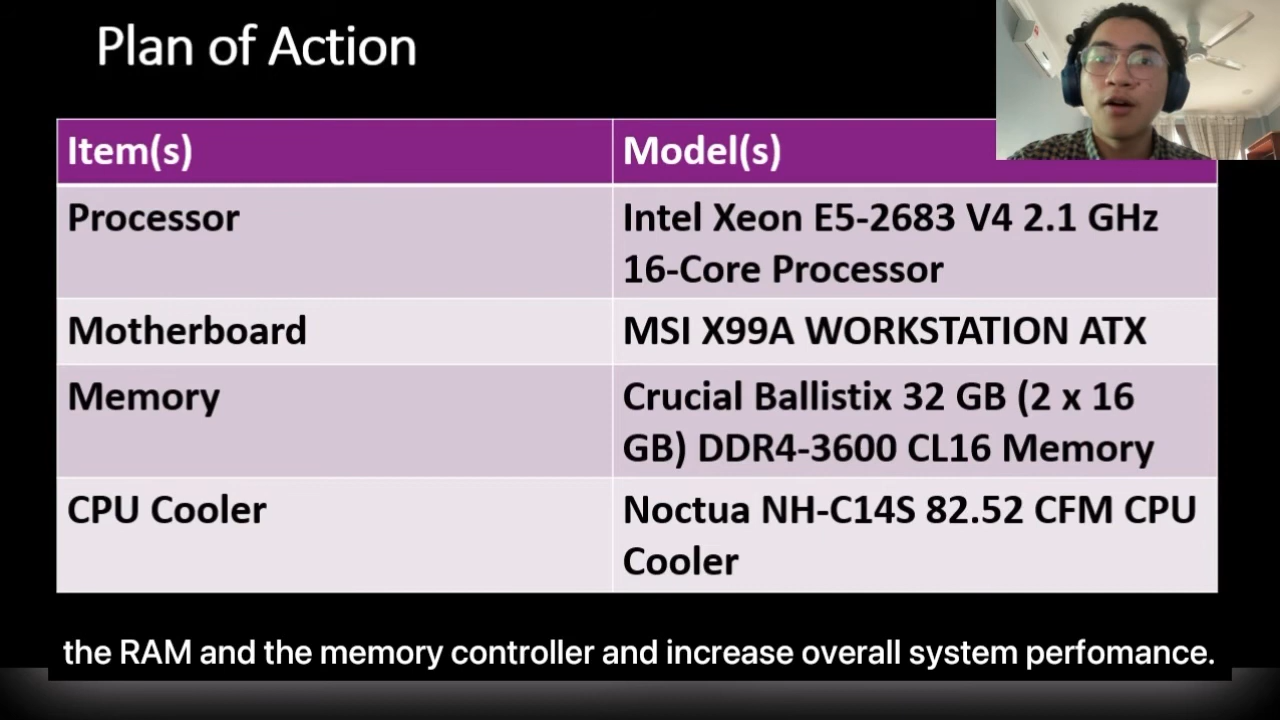 Plan of Action
Item(s)
Model(s)
Processor
Intel Xeon E5-2683 V4 2.1 GHz
16-Core Processor
Motherboard
MSI X99A WORKSTATION ATX
Memory
Crucial Ballistix 32 GB (2 x 16
GB) DDR4-3600 CL16 Memory
CPU Cooler
Noctua NH-C14S 82.52 CFM CPU
Cooler
the RAM and the memory controller and increase overall system perfomance.